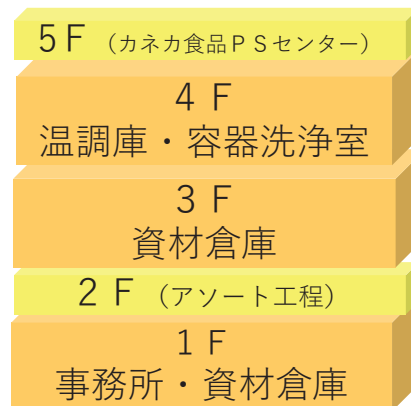 ５Ｆ（カネカ食品ＰＳセンター）
４Ｆ
温調庫・容器洗浄室
３Ｆ
資材倉庫
２Ｆ（アソート工程）
１Ｆ
事務所・資材倉庫